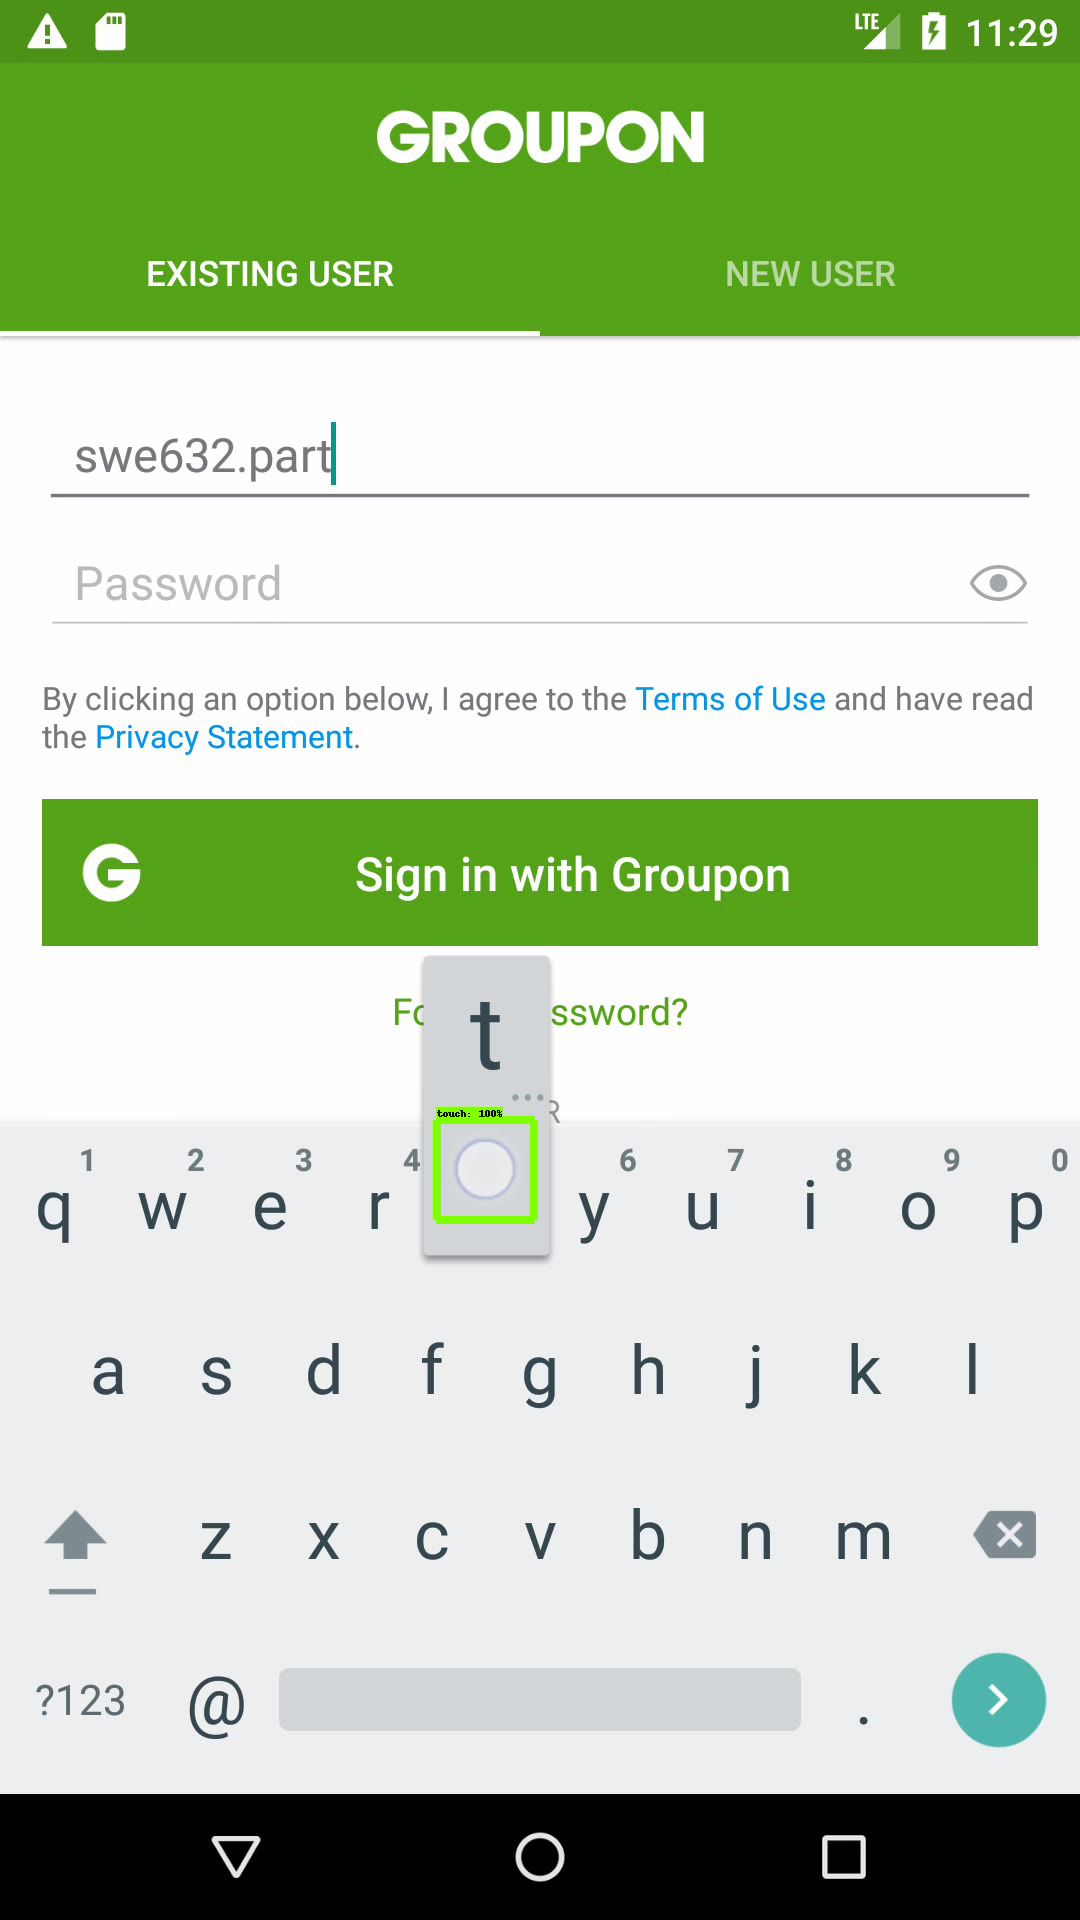 LTE 11:29
GROUPON
EXISTING USER NEW USER
swe632.part
Password
By clicking an option below, I agree to the Terms of Use and have read
the Privacy Statement.
G Sign in with Groupon
t
Fo ssword?
R
touch: 100%
1 2 3 4 6 7 8 9 0
q w e r y u i o p
a s d f g h j k l
z x c v b n m
?123 @ .